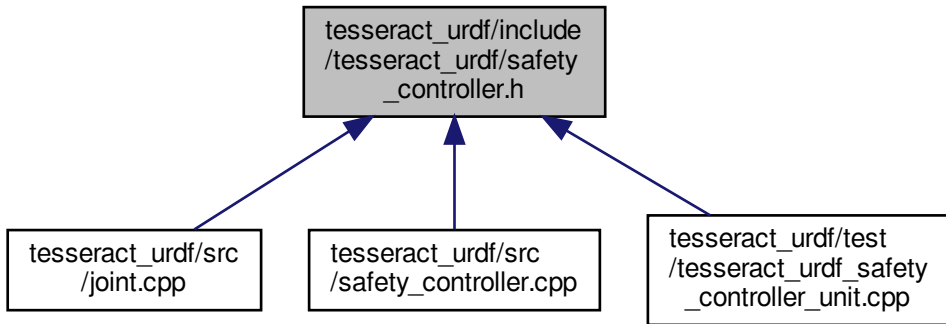 tesseract_urdf/include
/tesseract_urdf/safety
_controller.h
tesseract_urdf/src
/joint.cpp
tesseract_urdf/src
/safety_controller.cpp
tesseract_urdf/test
/tesseract_urdf_safety
_controller_unit.cpp